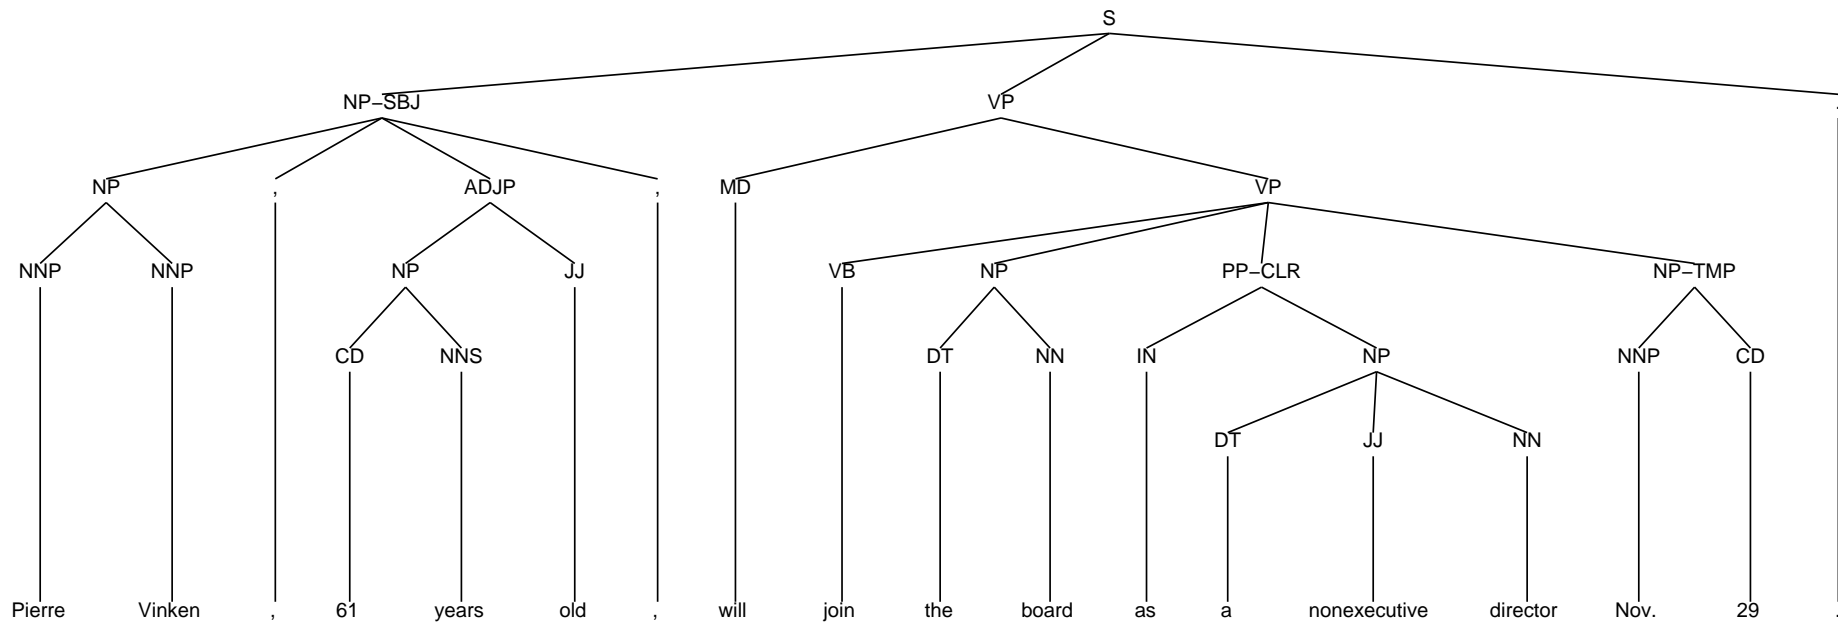 S
NP–SBJ VP .
NP , ADJP , MD VP
NNP NNP NP JJ VB NP PP–CLR NP–TMP
CD NNS DT NN IN NP NNP CD
DT JJ NN
Pierre Vinken , 61 years old , will join the board as a nonexecutive director Nov. 29 .